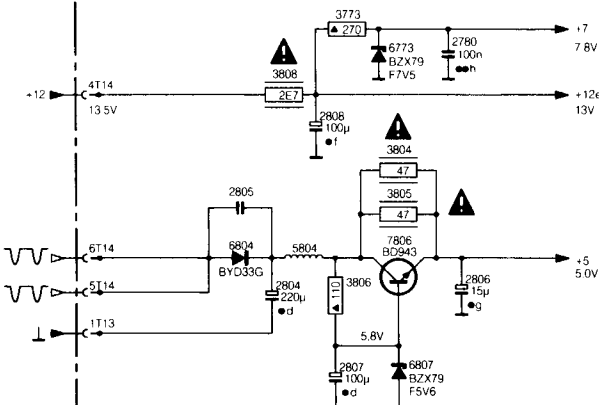 3773
270
+7
7.8V
6773
BZX79
F7V5
2780
100n
h
3808
2E7
+12
4T14
13.5V
+12e
13V
2808
100µ
f
3804
47
3805
47
2805
7806
BD943
6T14
6804
BYD33G
5804
+5
5.0V
5T14
2804
220µ
d
3806
110
2806
15µ
g
1T13
5.8V
2807
100µ
d
6807
BZX79
F5V6